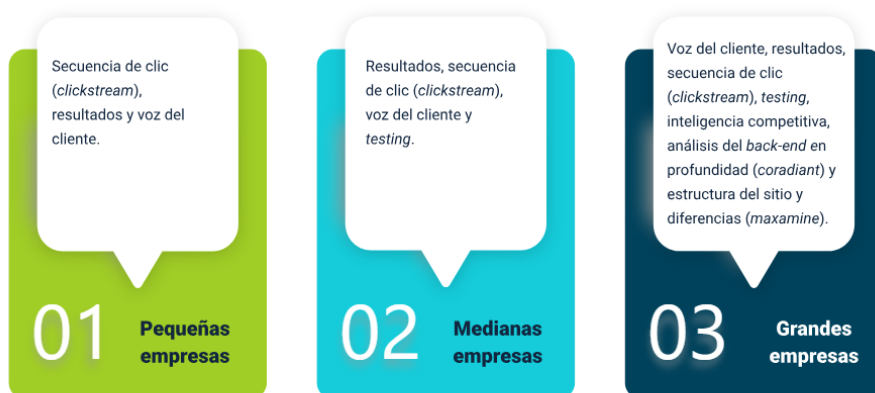 Secuencia de clic
(clickstream),
resultados y voz del
cliente.
01
Pequeñas
empresas
Resultados, secuencia
de clic (clickstream),
voz del cliente y
testing.
02
Medianas
empresas
Voz del cliente, resultados,
secuencia de clic
(clickstream), testing,
inteligencia competitiva,
análisis del back-end en
profundidad (coradiant) y
estructura del sitio y
diferencias (maxamine).
03
Grandes
empresas